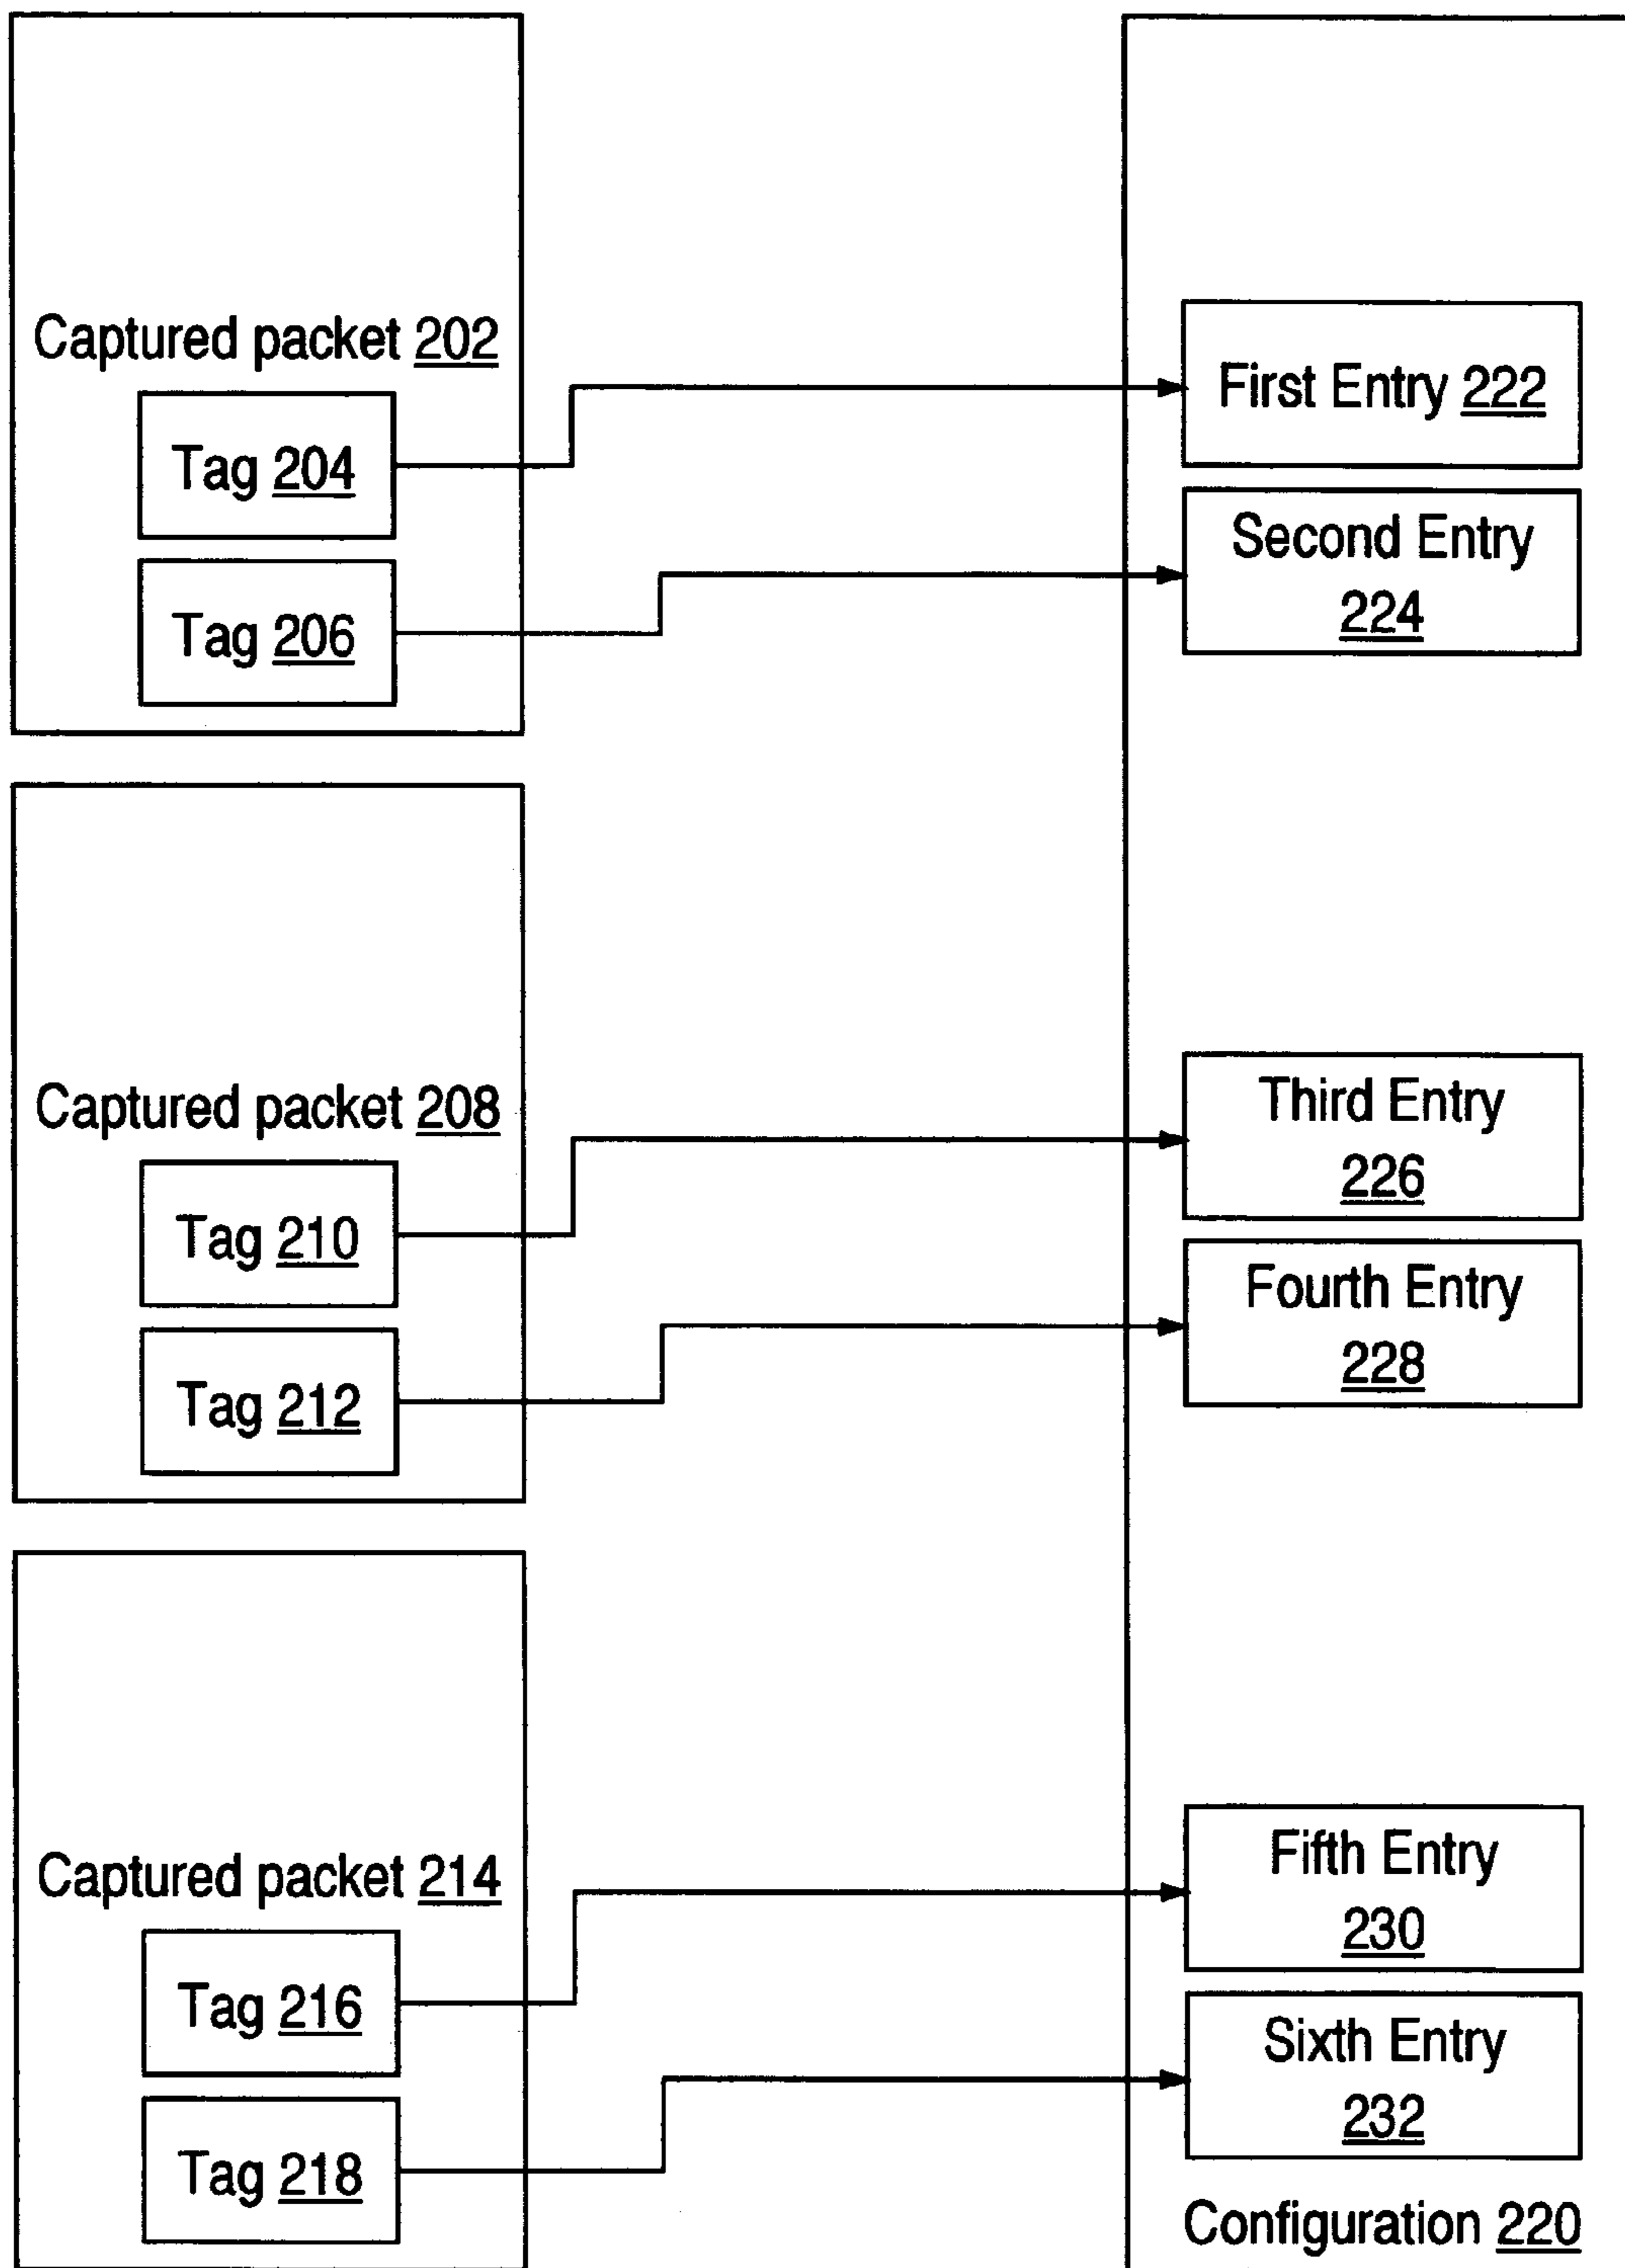 Captured packet 202
Tag 204
Tag 206
First Entry 222
Second Entry
224
Captured packet 208
Tag 210
Tag 212
Third Entry
226
Fourth Entry
228
Captured packet 214
Tag 216
Tag 218
Fifth Entry
230
Sixth Entry
232
Configuration 220